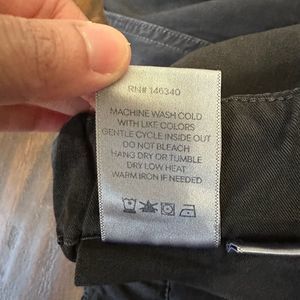 RN# 146340
MACHINE WASH COLD
WITH LIKE COLORS
GENTLE CYCLE INSIDE OUT
DO NOT BLEACH
HANG DRY OR TUMBLE
DRY LOW HEAT
WARM IRON IF NEEDED